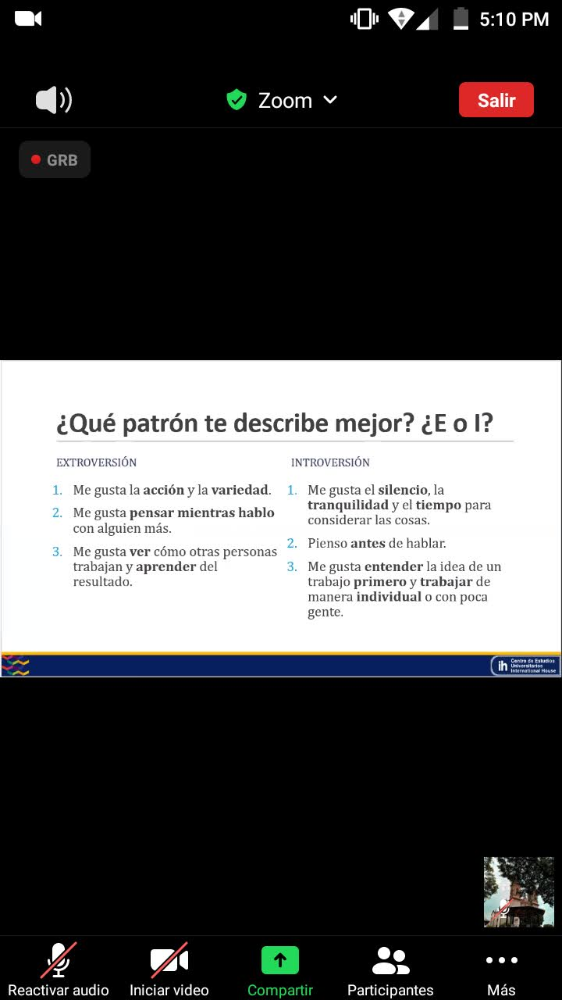 5:10 PM
Zoom
Salir
GRB
¿Qué patrón te describe mejor? ¿E o I?
EXTROVERSIÓN
1. Me gusta la acción y la variedad.
2. Me gusta pensar mientras hablo
con alguien más.
3. Me gusta ver cómo otras personas
trabajan y aprender del
resultado.
INTROVERSIÓN
1. Me gusta el silencio, la
tranquilidad y el tiempo para
considerar las cosas.
2. Pienso antes de hablar.
3. Me gusta entender la idea de un
trabajo primero y trabajar de
manera individual o con poca
gente.
ih
Centro de Estudios
Universitarios
International House
Reactivar audio
Iniciar video
Compartir
Participantes
Más